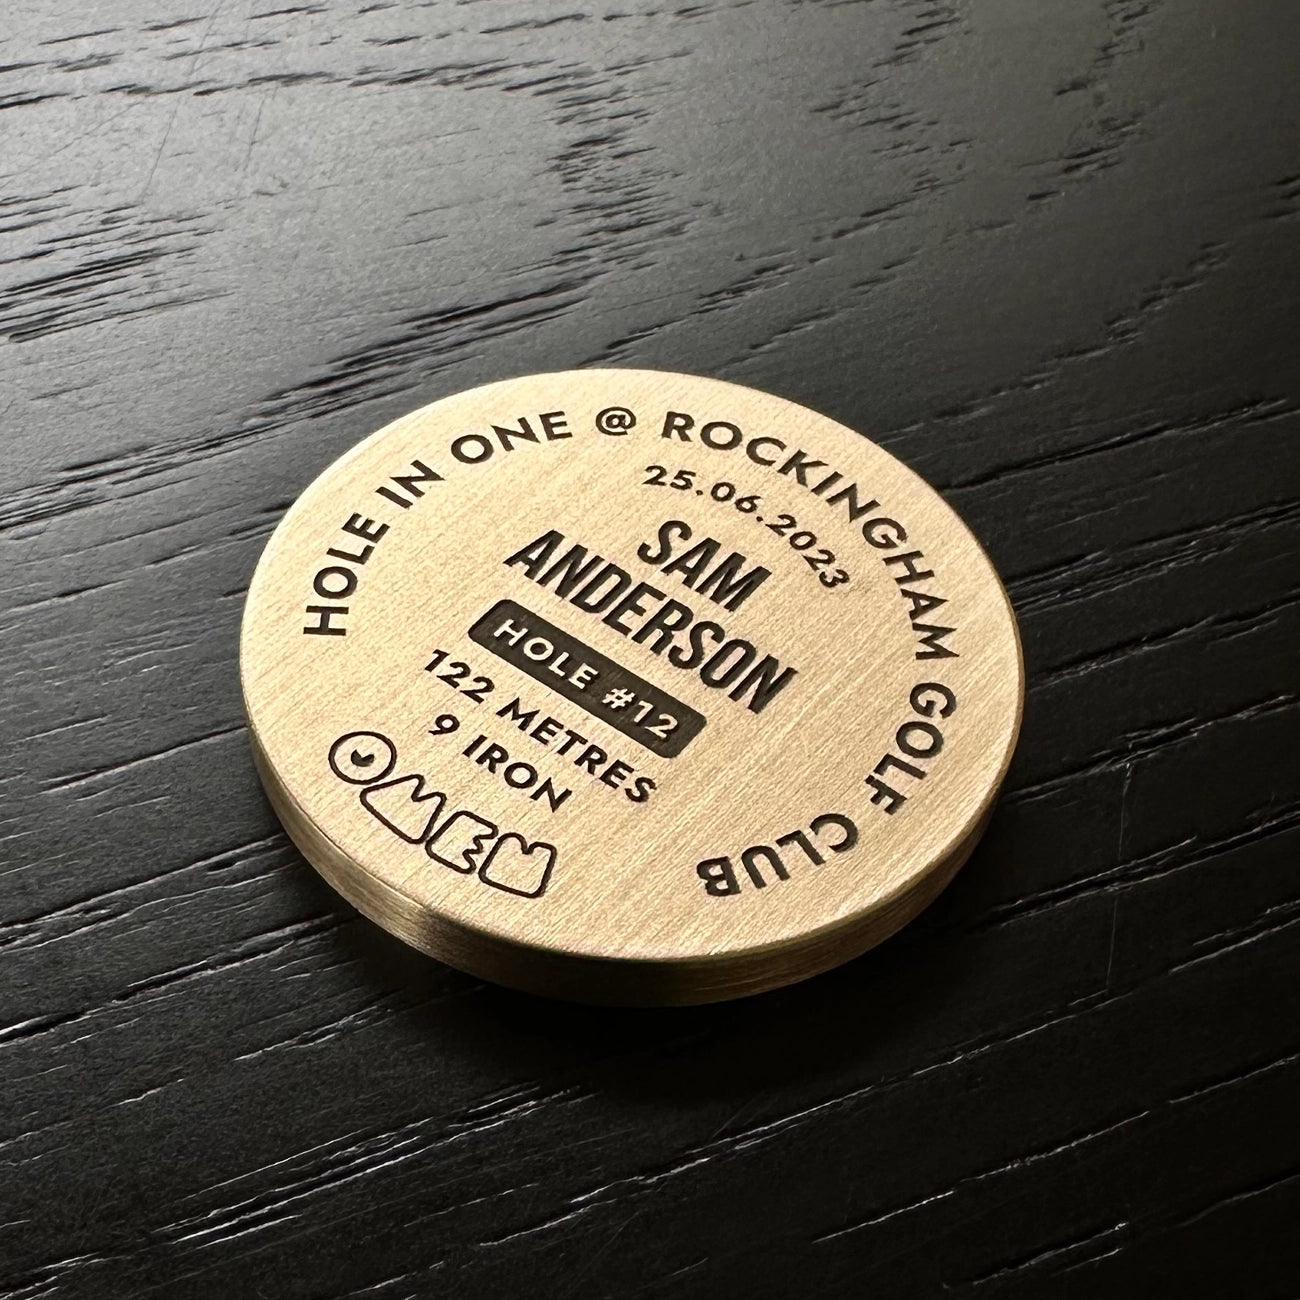 HOLE IN ONE @ ROCKINGHAM GOLF CLUB
25.06.2023
SAM
ANDERSON
HOLE #12
122 METRES
9 IRON
OMEN